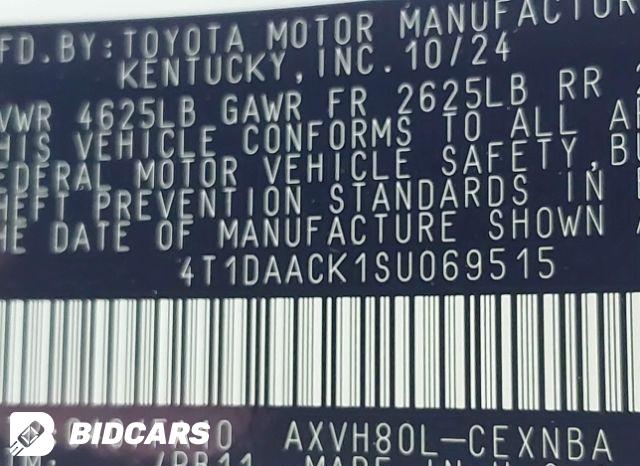 FD. BY: TOYOTA MOTOR MANUFACTUR
KENTUCKY, INC. 10/24
VWR 4625LB GAWR FR 2625LB RR
HIS VEHICLE CONFORMS TO ALL A
EDERAL MOTOR VEHICLE SAFETY, BU
HEFT PREVENTION STANDARDS IN
HE DATE OF MANUFACTURE SHOWN A
4T1DAACK1SU069515
AXVH80L-CEXNBA
BIDCARS